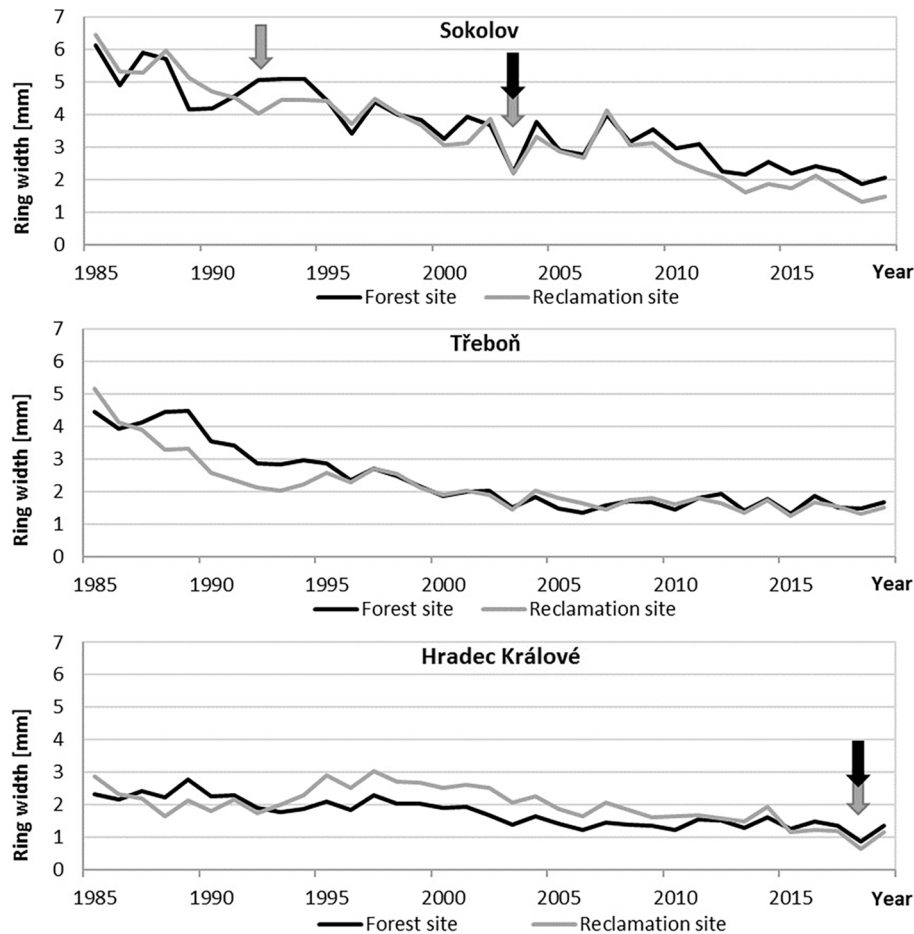 Sokolov
Ring width [mm]
7
6
5
4
3
2
1
0
1985 1990 1995 2000 2005 2010 2015 Year
Forest site Reclamation site
Třeboň
Ring width [mm]
7
6
5
4
3
2
1
0
1985 1990 1995 2000 2005 2010 2015 Year
Forest site Reclamation site
Hradec Králové
Ring width [mm]
7
6
5
4
3
2
1
0
1985 1990 1995 2000 2005 2010 2015 Year
Forest site Reclamation site